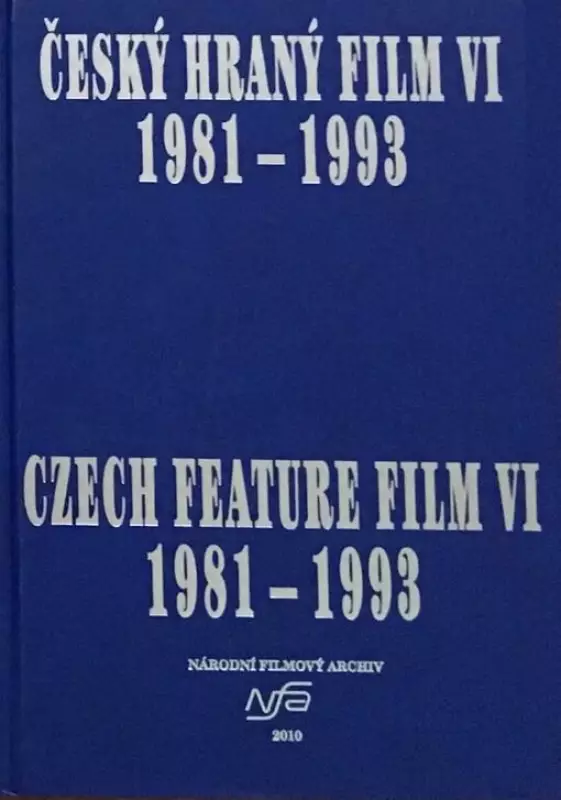 ČESKÝ HRANÝ FILM VI
1981 – 1993
CZECH FEATURE FILM VI
1981 – 1993
NÁRODNÍ FILMOVÝ ARCHIV
nfa
2010